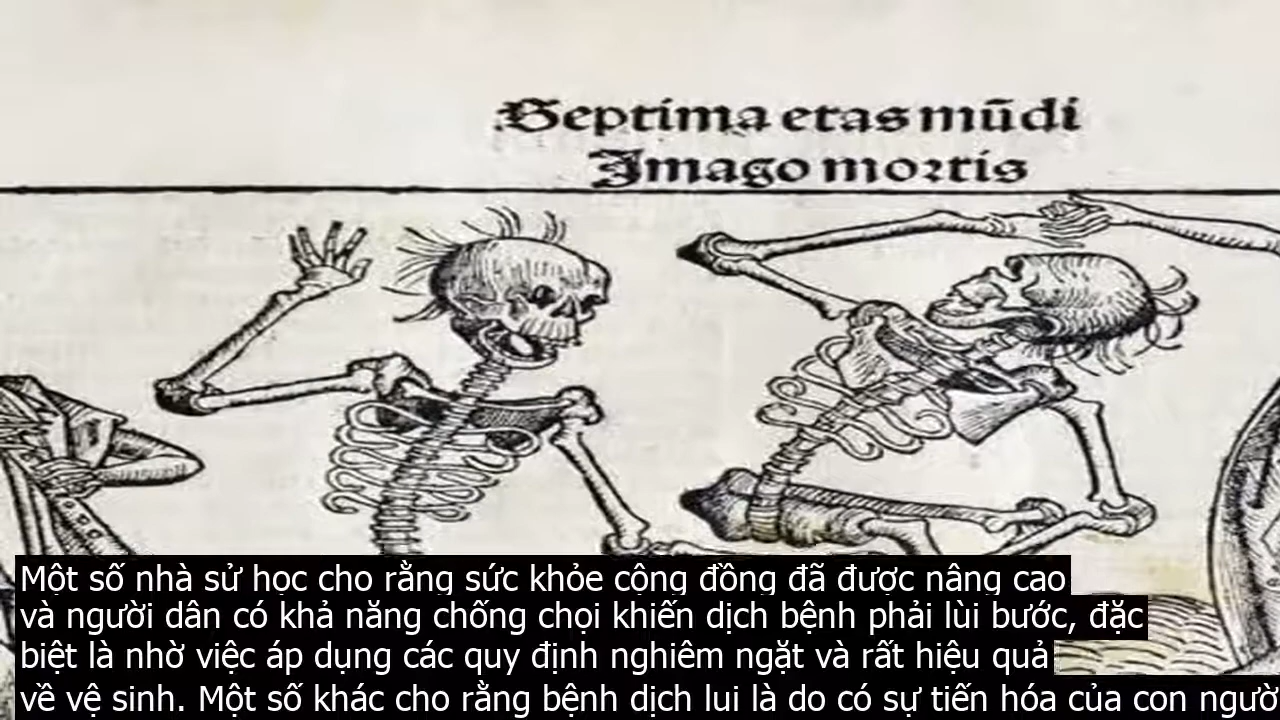 Septima etas mūdi
Imago mortis
Một số nhà sử học cho rằng sức khỏe cộng đồng đã được nâng cao
và người dân có khả năng chống chọi khiến dịch bệnh phải lùi bước, đặc
biệt là nhờ việc áp dụng các quy định nghiêm ngặt và rất hiệu quả
về vệ sinh. Một số khác cho rằng bệnh dịch lui là do có sự tiến hóa của con ngườ